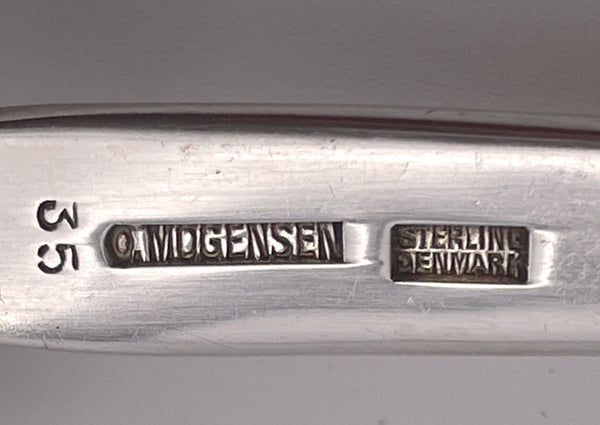 35
O.MOGENSEN
STERLING
DENMARK